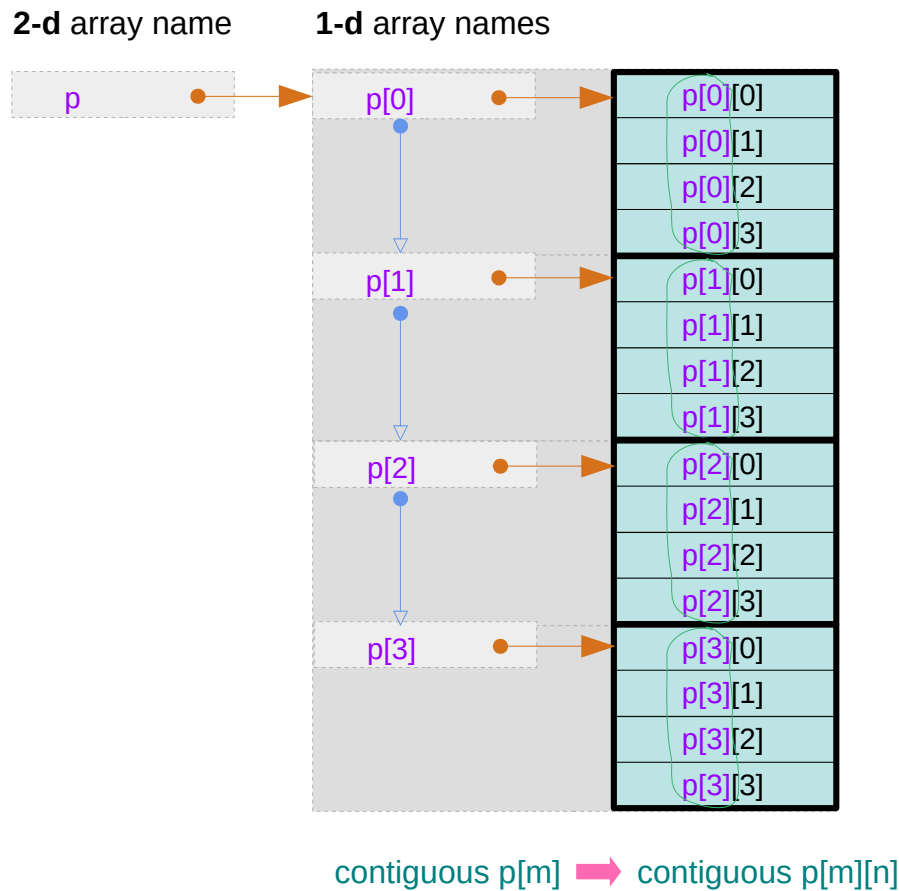 2-d array name 1-d array names
p p[0] p[0][0]
p[0][1]
p[0][2]
p[0][3]
p[1] p[1][0]
p[1][1]
p[1][2]
p[1][3]
p[2] p[2][0]
p[2][1]
p[2][2]
p[2][3]
p[3] p[3][0]
p[3][1]
p[3][2]
p[3][3]
contiguous p[m] contiguous p[m][n]